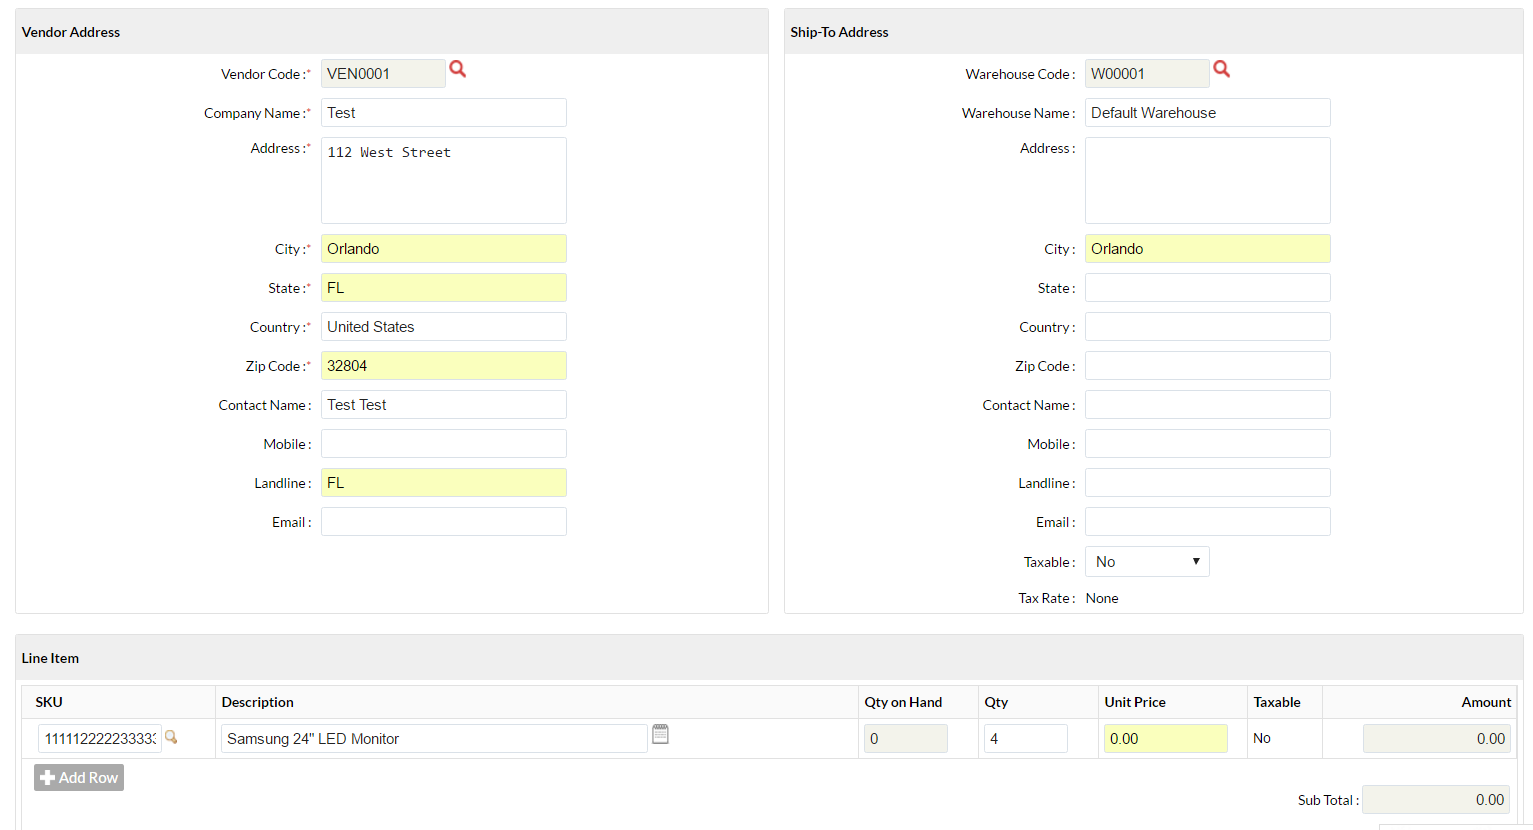 Vendor Address
Vendor Code :* VEN0001
Company Name :* Test
Address :* 112 West Street
City :* Orlando
State :* FL
Country :* United States
Zip Code :* 32804
Contact Name : Test Test
Mobile :
Landline : FL
Email :
Ship-To Address
Warehouse Code : W00001
Warehouse Name : Default Warehouse
Address :
City : Orlando
State :
Country :
Zip Code :
Contact Name :
Mobile :
Landline :
Email :
Taxable : No
Tax Rate : None
Line Item
SKU Description Qty on Hand Qty Unit Price Taxable Amount
111112222233333 Samsung 24" LED Monitor 0 4 0.00 No 0.00
Add Row
Sub Total : 0.00